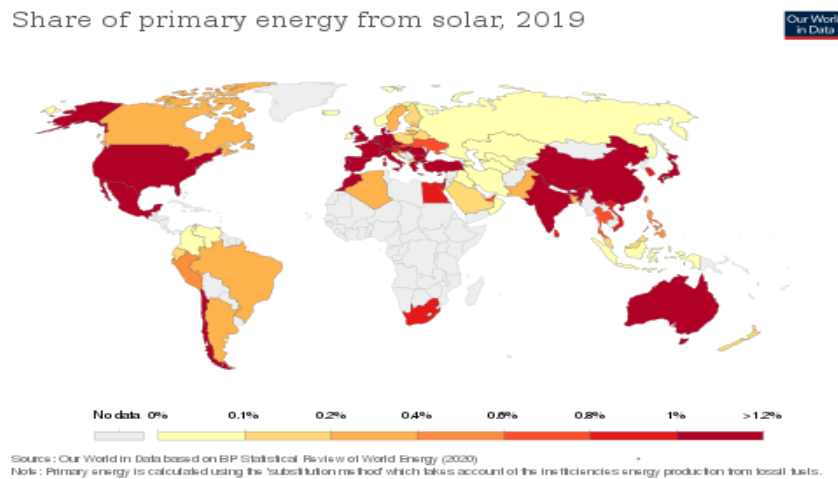 Share of primary energy from solar, 2019
Our World
in Data
No data 0% 0.1% 0.2% 0.4% 0.6% 0.8% 1% >1.2%
Source: Our World in Data based on BP Statistical Review of World Energy (2020)
Note: Primary energy is calculated using the 'substitution method' which takes account of the inefficiencies energy production from fossil fuels.